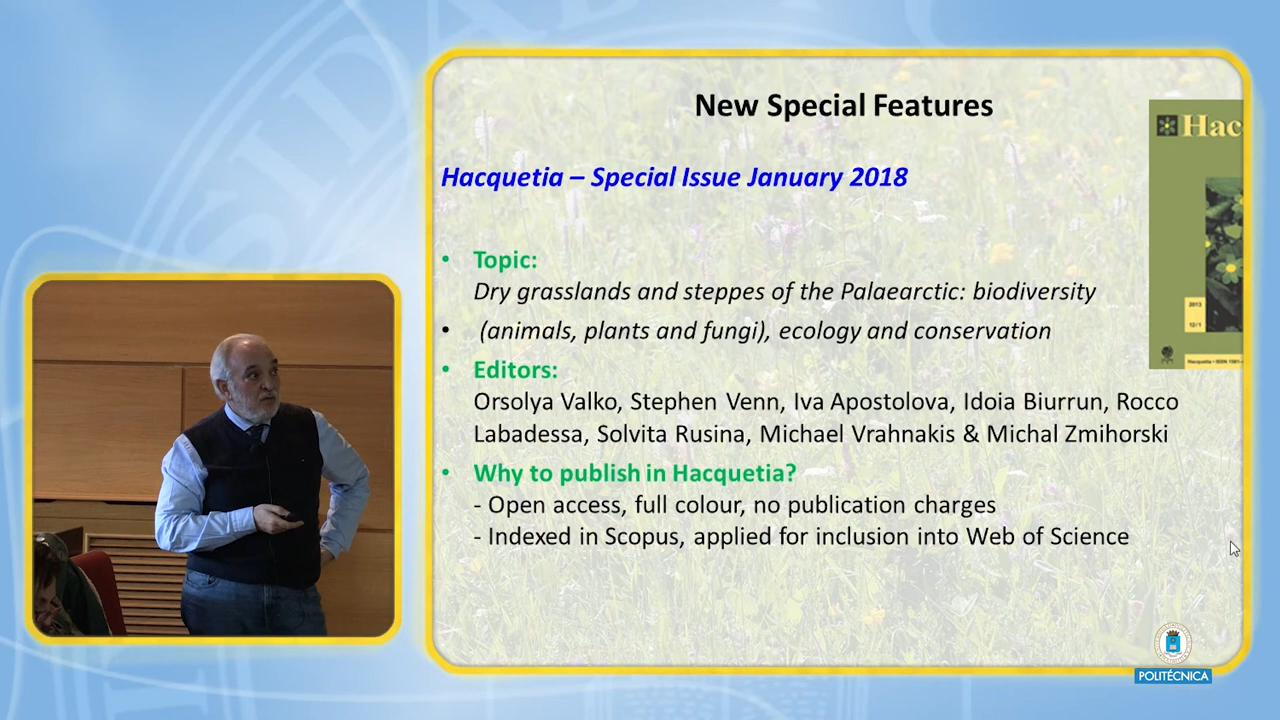 New Special Features
Hac
Hacquetia – Special Issue January 2018
• Topic:
Dry grasslands and steppes of the Palaearctic: biodiversity
• (animals, plants and fungi), ecology and conservation
2013
12/1
Hacquetia • ISSN 1581-
• Editors:
Orsolya Valko, Stephen Venn, Iva Apostolova, Idoia Biurrun, Rocco
Labadessa, Solvita Rusina, Michael Vrahnakis & Michal Zmihorski
• Why to publish in Hacquetia?
- Open access, full colour, no publication charges
- Indexed in Scopus, applied for inclusion into Web of Science
POLITÉCNICA